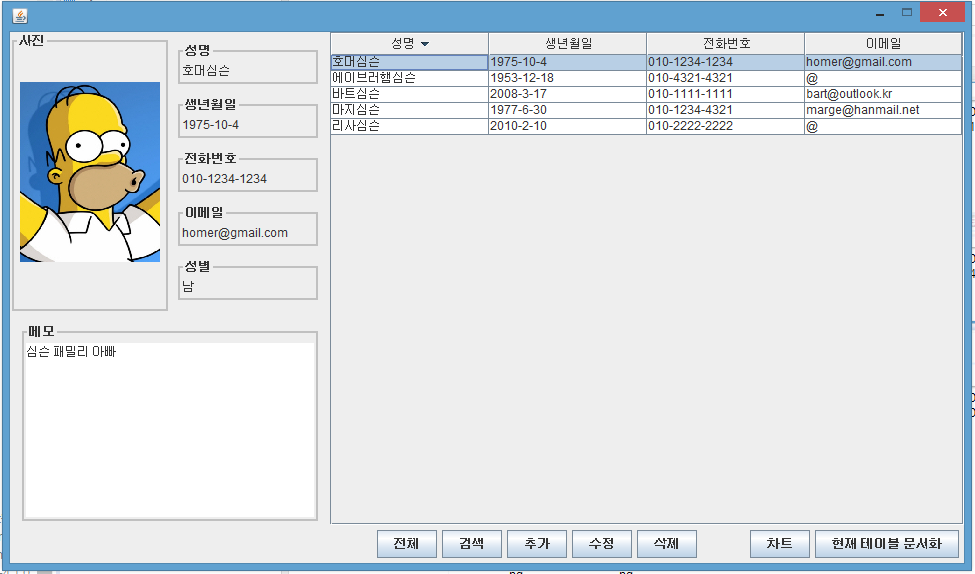 사진
성명
호머심슨
생년월일
1975-10-4
전화번호
010-1234-1234
이메일
homer@gmail.com
성별
남
메모
심슨 패밀리 아빠
성명 생년월일 전화번호 이메일
호머심슨 1975-10-4 010-1234-1234 homer@gmail.com
에이브러햄심슨 1953-12-18 010-4321-4321 @
바트심슨 2008-3-17 010-1111-1111 bart@outlook.kr
마지심슨 1977-6-30 010-1234-4321 marge@hanmail.net
리사심슨 2010-2-10 010-2222-2222 @
전체 검색 추가 수정 삭제 차트 현재 테이블 문서화